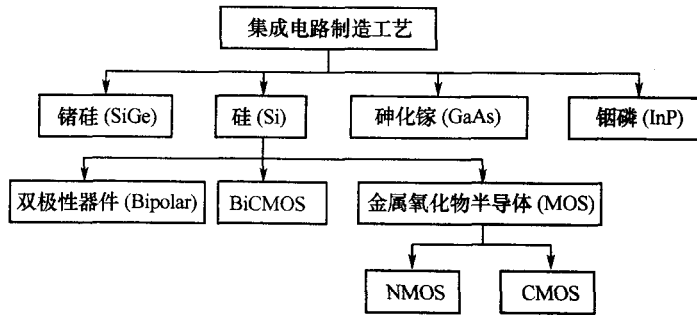 集成电路制造工艺
锗硅 (SiGe)
硅 (Si)
砷化镓 (GaAs)
铟磷 (InP)
双极性器件 (Bipolar)
BiCMOS
金属氧化物半导体 (MOS)
NMOS
CMOS